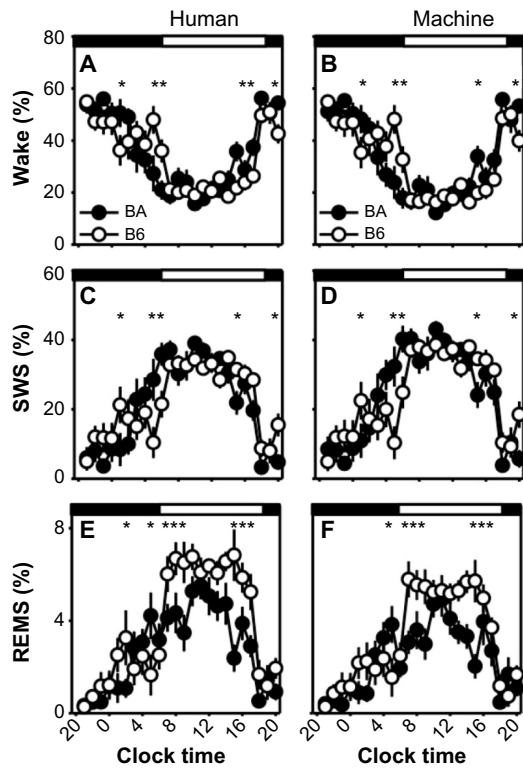 Human Machine
80
60
40
20
0
Wake (%)
A
* ** ** *
BA
B6
B
* ** * *
BA
B6
60
40
20
0
SWS (%)
C
* ** * *
D
* ** * *
8
4
0
REMS (%)
E
* * *** ***
F
* *** ***
20 0 4 8 12 16 20
20 0 4 8 12 16 20
Clock time Clock time